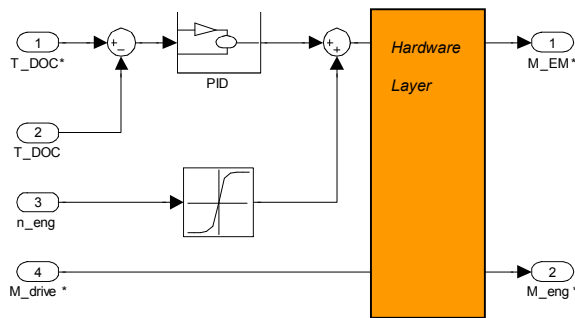 1
T_DOC*
+
-
PID
+
+
Hardware
Layer
1
M_EM*
2
T_DOC
3
n_eng
4
M_drive *
2
M_eng *